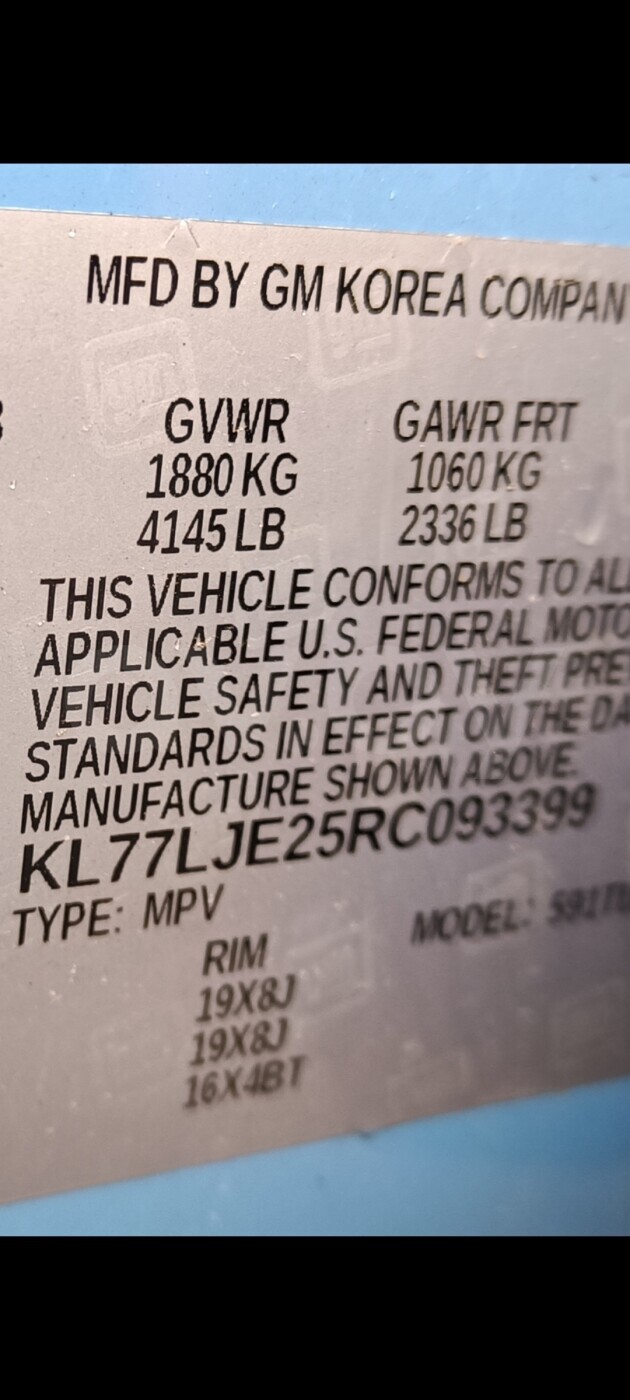 MFD BY GM KOREA COMPAN
GVWR GAWR FRT
1880 KG 1060 KG
4145 LB 2336 LB
THIS VEHICLE CONFORMS TO ALL
APPLICABLE U.S. FEDERAL MOTO
VEHICLE SAFETY AND THEFT PRE
STANDARDS IN EFFECT ON THE DA
MANUFACTURE SHOWN ABOVE.
KL77LJE25RC093399
TYPE: MPV MODEL:
RIM
19X8J
19X8J
16X4BT